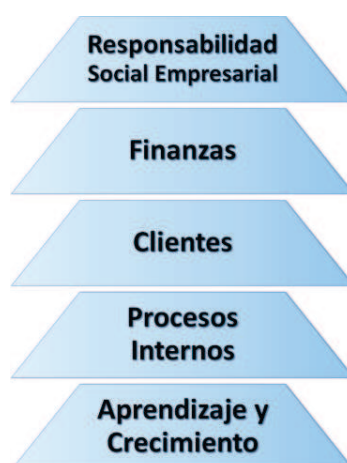 Responsabilidad
Social Empresarial
Finanzas
Clientes
Procesos
Internos
Aprendizaje y
Crecimiento